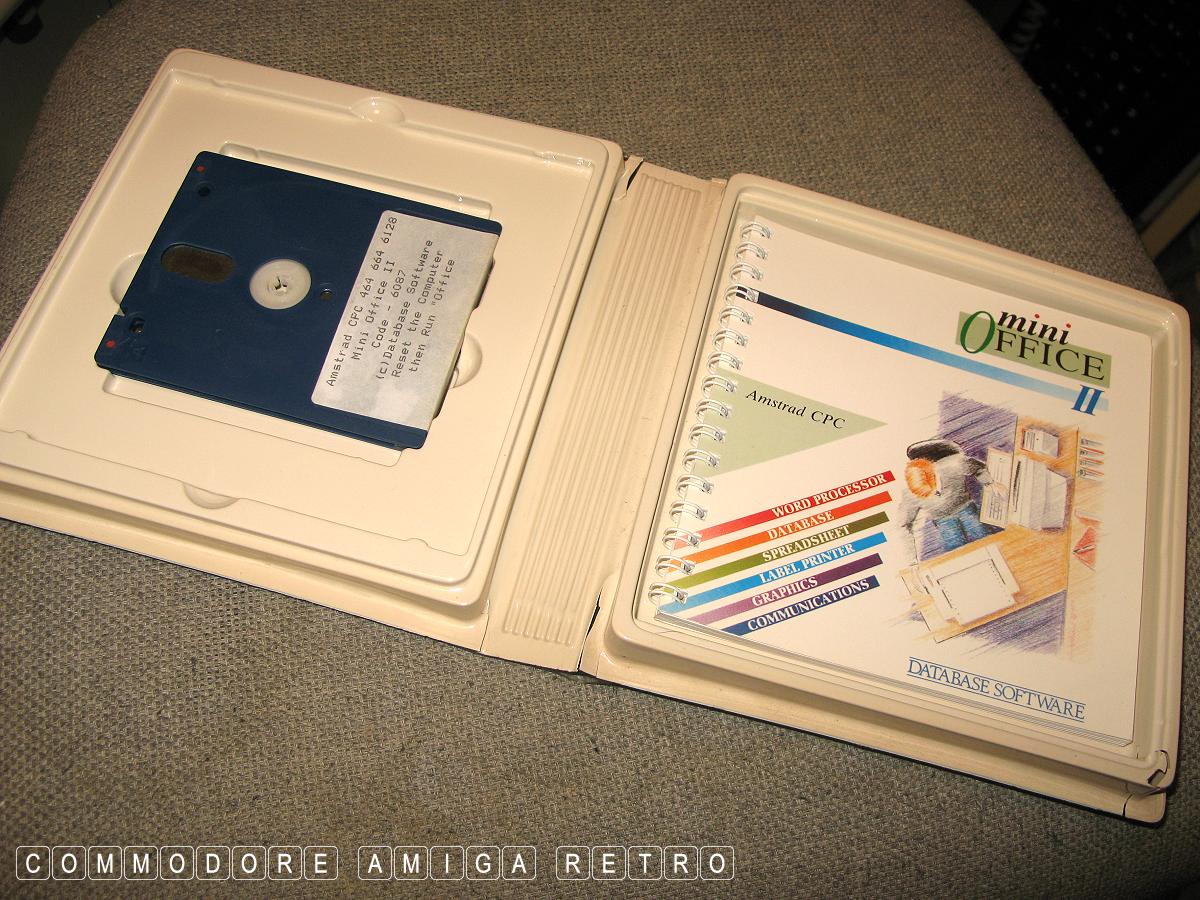 Amstrad CPC 464 664 6128
Mini Office II
Code - 6087
(c)Database Software
Reset the Computer
then Run "Office
mini
OFFICE
II
Amstrad CPC
WORD PROCESSOR
DATABASE
SPREADSHEET
LABEL PRINTER
GRAPHICS
COMMUNICATIONS
DATABASE SOFTWARE
COMMODORE AMIGA RETRO